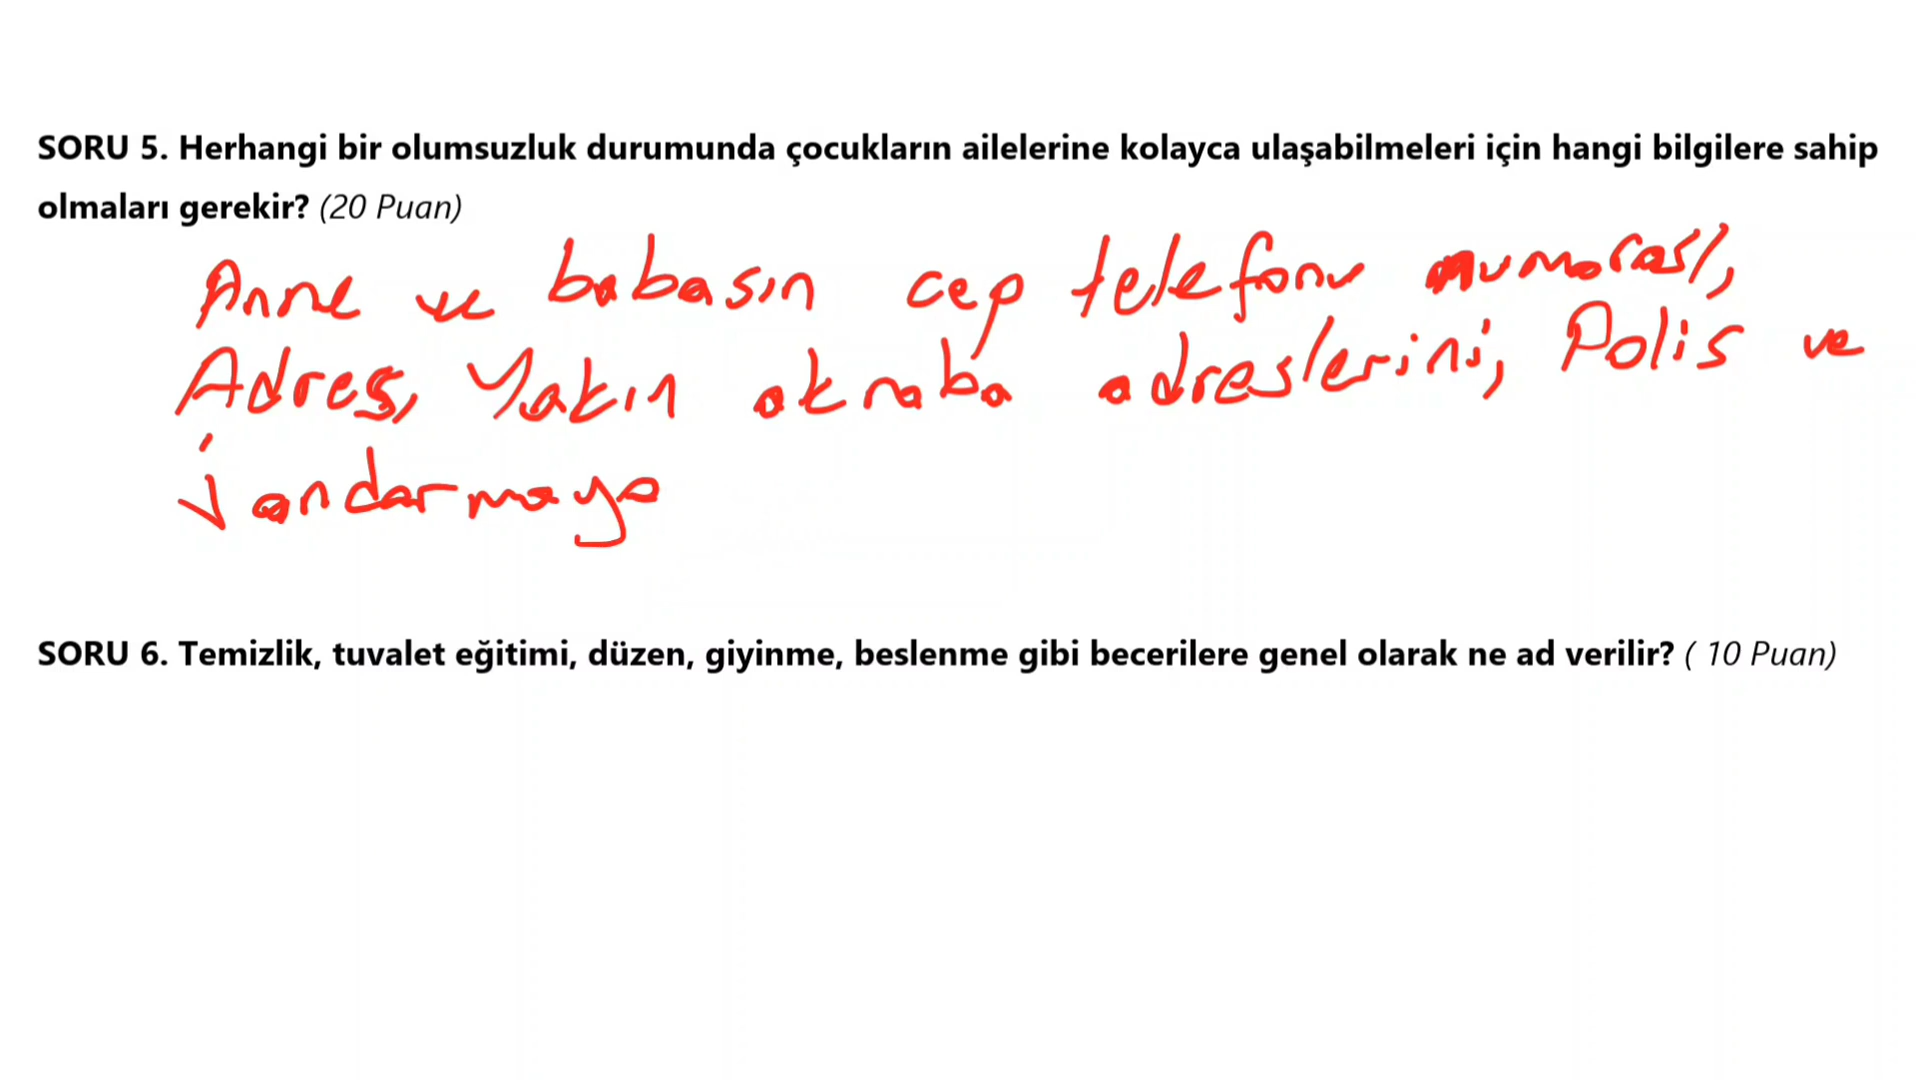 SORU 5. Herhangi bir olumsuzluk durumunda çocukların ailelerine kolayca ulaşabilmeleri için hangi bilgilere sahip
olmaları gerekir? (20 Puan)
Anne ve babasın cep telefonu numarası,
Adres, Yakın akraba adreslerini, Polis ve
Jandarmaya
SORU 6. Temizlik, tuvalet eğitimi, düzen, giyinme, beslenme gibi becerilere genel olarak ne ad verilir? ( 10 Puan)